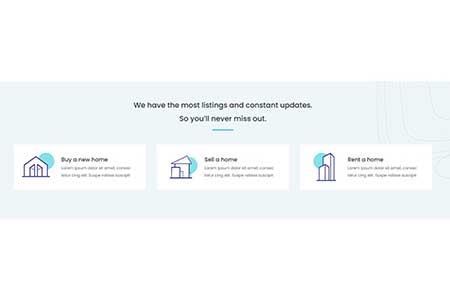 We have the most listings and constant updates.
So you'll never miss out.
Buy a new home
Lorem ipsum dolor sit amet, consec
tetur cing elit. Suspe ndisse suscipit
Sell a home
Lorem ipsum dolor sit amet, consec
tetur cing elit. Suspe ndisse suscipit
Rent a home
Lorem ipsum dolor sit amet, consec
tetur cing elit. Suspe ndisse suscipit